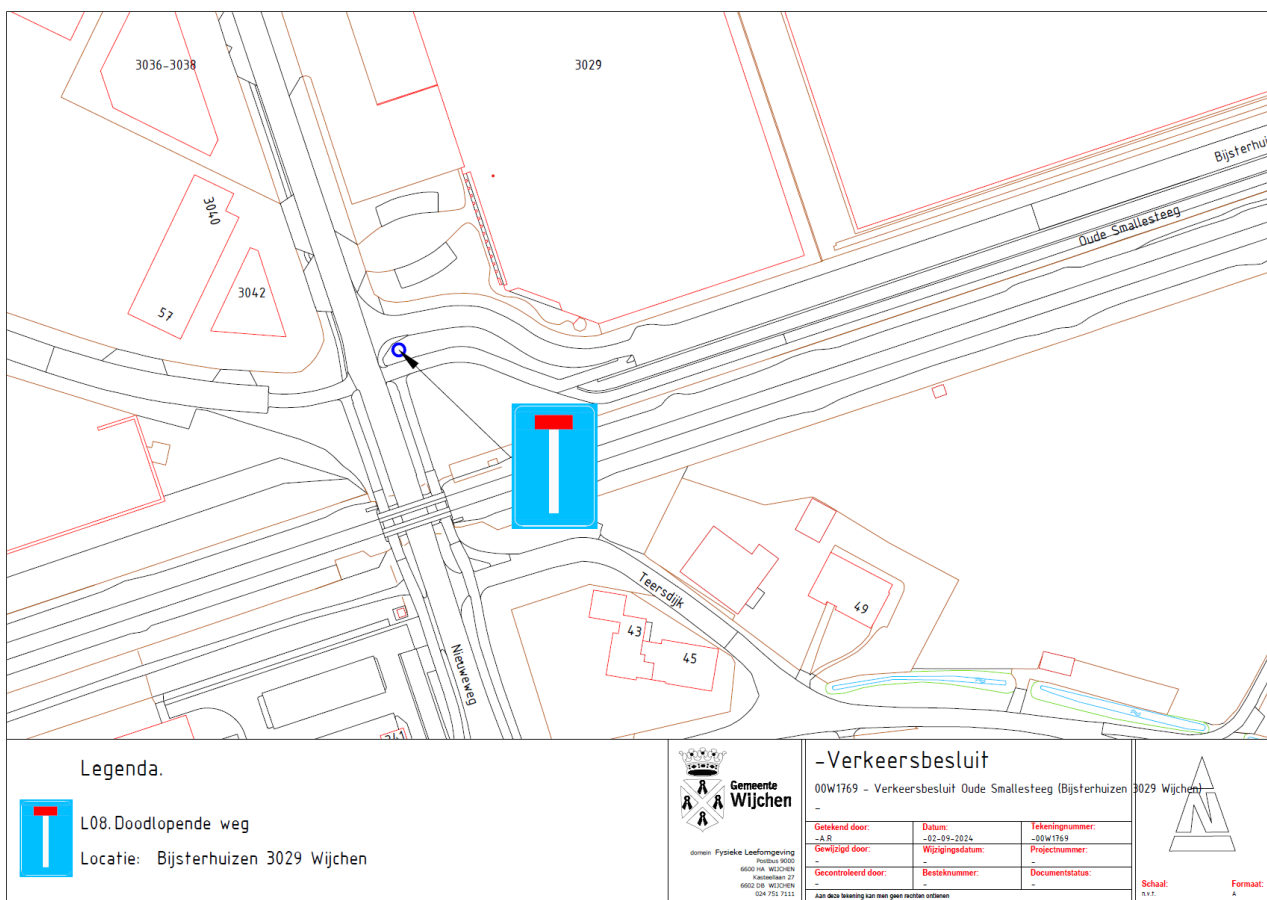 3036-3038
3029
Bijsterhui
3040
Oude Smallesteeg
3042
57
Teersdijk
49
43
45
Nieuweweg
241
Legenda.
L08. Doodlopende weg
Locatie: Bijsterhuizen 3029 Wijchen
Gemeente
Wijchen
domein Fysieke Leefomgeving
Postbus 9000
6600 HA WIJCHEN
Kasteellaan 27
6602 DB WIJCHEN
024 751 7111
-Verkeersbesluit
00W1769 - Verkeersbesluit Oude Smallesteeg (Bijsterhuizen 3029 Wijchen)
-
Getekend door: Datum: Tekeningnummer:
-A.R -02-09-2024 -00W1769
Gewijzigd door: Wijzigingsdatum: Projectnummer:
- - -
Gecontroleerd door: Besteknummer: Documentstatus:
- - -
Aan deze tekening kan men geen rechten ontlenen
N
Schaal: Formaat:
n.v.t. A